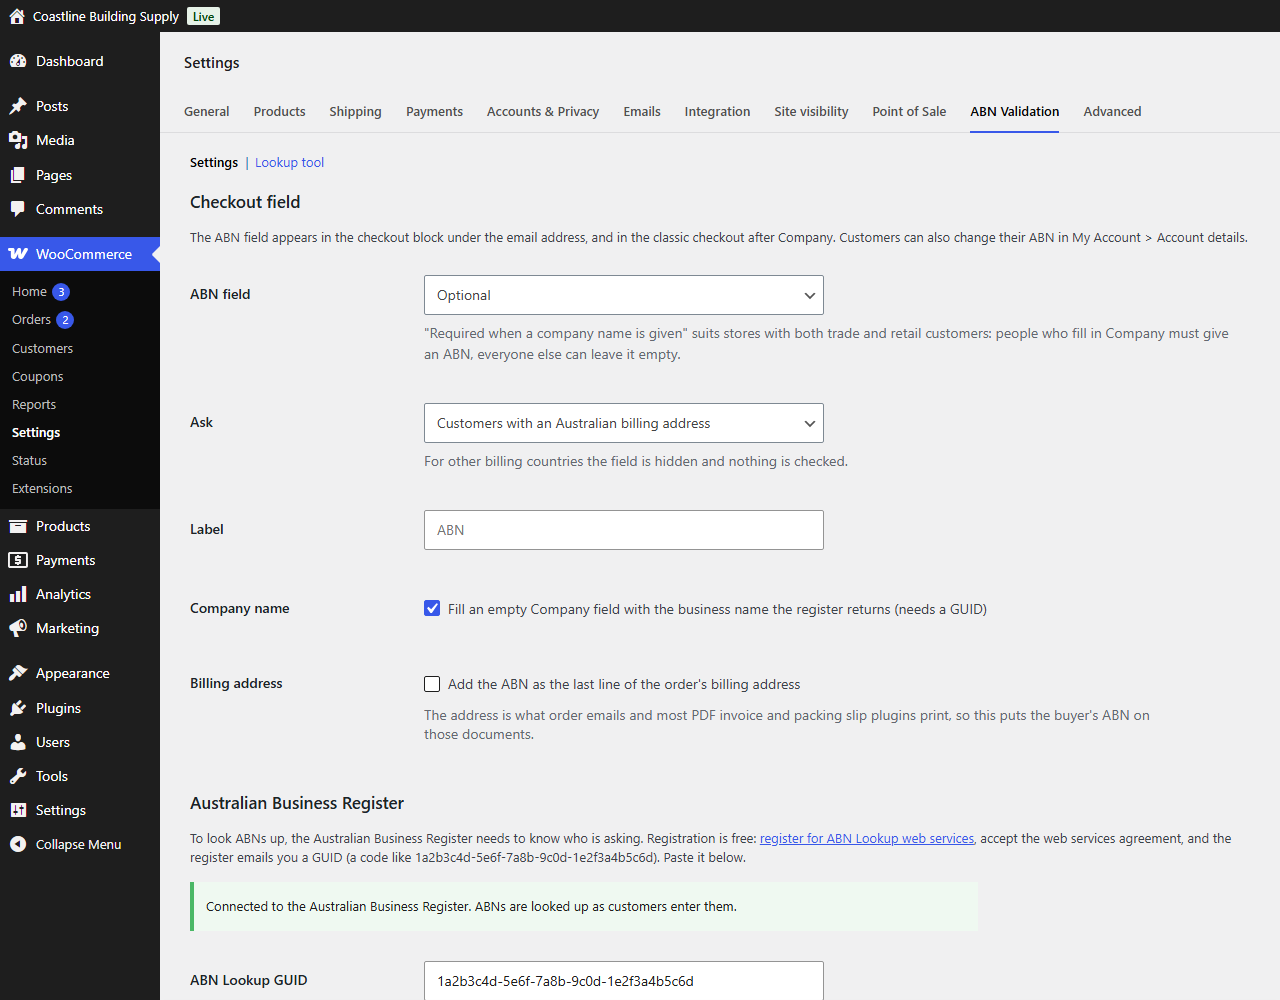 Coastline Building Supply Live
Dashboard
Posts
Media
Pages
Comments
WooCommerce
Home 3
Orders 2
Customers
Coupons
Reports
Settings
Status
Extensions
Products
Payments
Analytics
Marketing
Appearance
Plugins
Users
Tools
Settings
Collapse Menu
Settings
General Products Shipping Payments Accounts & Privacy Emails Integration Site visibility Point of Sale ABN Validation Advanced
Settings | Lookup tool
Checkout field
The ABN field appears in the checkout block under the email address, and in the classic checkout after Company. Customers can also change their ABN in My Account > Account details.
ABN field
Optional
"Required when a company name is given" suits stores with both trade and retail customers: people who fill in Company must give
an ABN, everyone else can leave it empty.
Ask
Customers with an Australian billing address
For other billing countries the field is hidden and nothing is checked.
Label
ABN
Company name
Fill an empty Company field with the business name the register returns (needs a GUID)
Billing address
Add the ABN as the last line of the order's billing address
The address is what order emails and most PDF invoice and packing slip plugins print, so this puts the buyer's ABN on
those documents.
Australian Business Register
To look ABNs up, the Australian Business Register needs to know who is asking. Registration is free: register for ABN Lookup web services, accept the web services agreement, and the
register emails you a GUID (a code like 1a2b3c4d-5e6f-7a8b-9c0d-1e2f3a4b5c6d). Paste it below.
Connected to the Australian Business Register. ABNs are looked up as customers enter them.
ABN Lookup GUID
1a2b3c4d-5e6f-7a8b-9c0d-1e2f3a4b5c6d